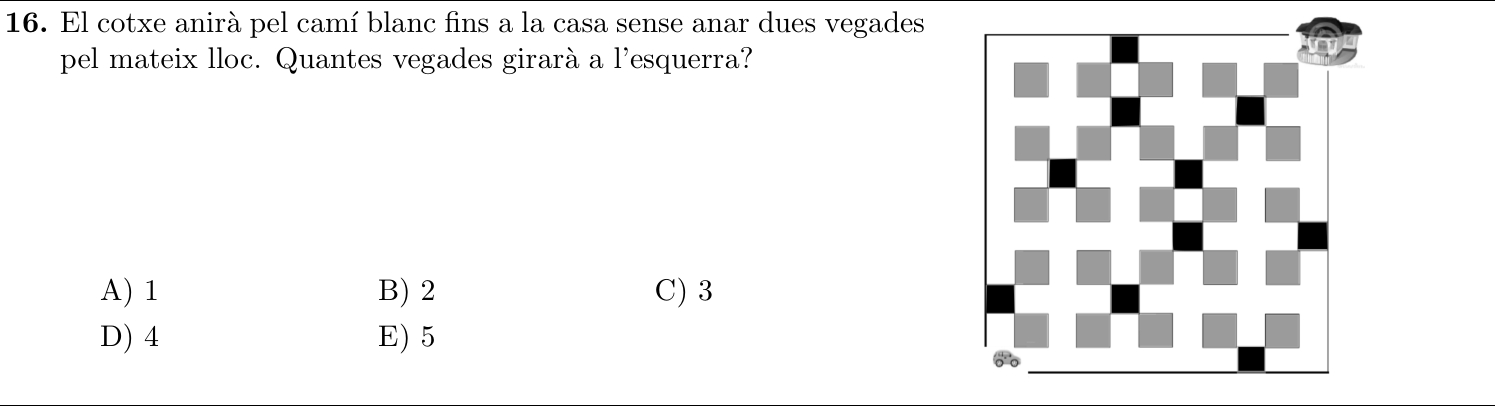 16. El cotxe anirà pel camí blanc fins a la casa sense anar dues vegades
pel mateix lloc. Quantes vegades girarà a l'esquerra?
A) 1 B) 2 C) 3
D) 4 E) 5